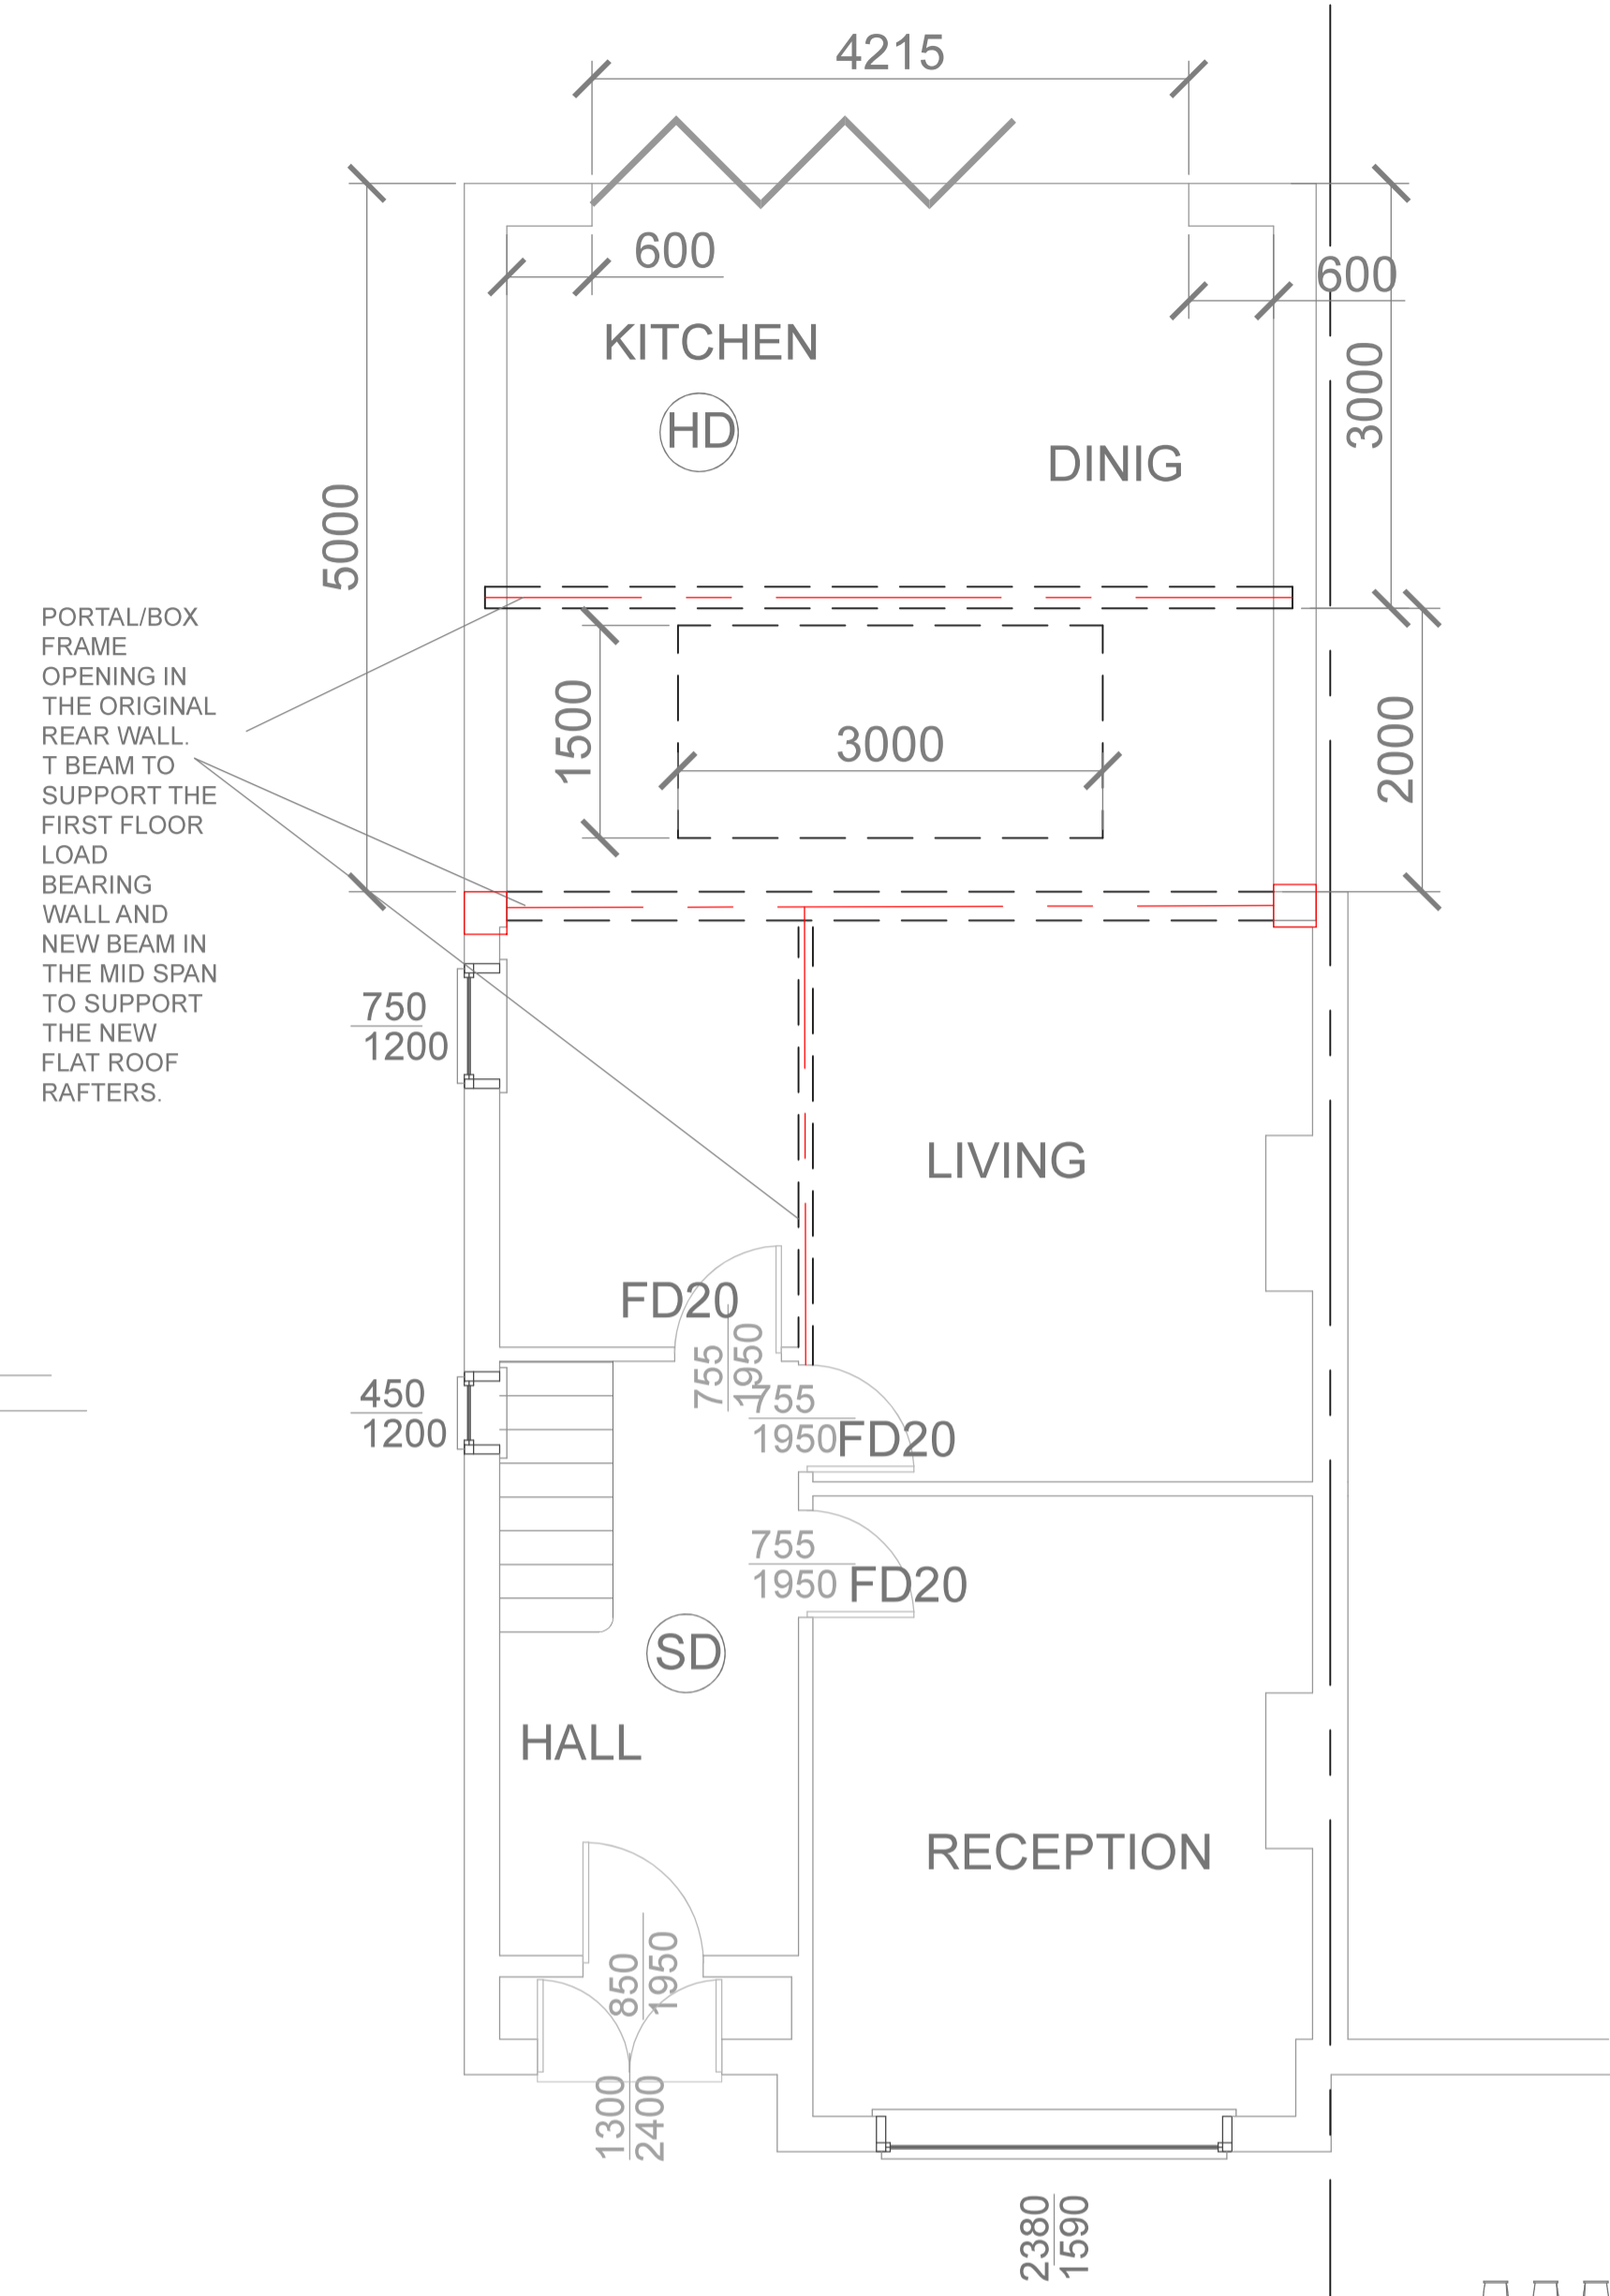 4215
600
600
KITCHEN
3000
HD
DINIG
5000
PORTAL/BOX
FRAME
OPENING IN
THE ORIGINAL
REAR WALL.
T BEAM TO
SUPPORT THE
FIRST FLOOR
LOAD
BEARING
WALL AND
NEW BEAM IN
THE MID SPAN
TO SUPPORT
THE NEW
FLAT ROOF
RAFTERS.
1500
3000
2000
750
1200
LIVING
FD20
755
1950
450
1200
755
1950
FD20
755
1950
FD20
SD
HALL
RECEPTION
850
1950
1300
2400
2380
1590